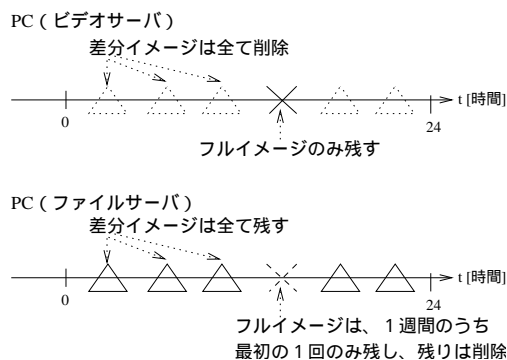 PC（ビデオサーバ）
差分イメージは全て削除
t [時間]
0
24
フルイメージのみ残す
PC（ファイルサーバ）
差分イメージは全て残す
t [時間]
0
24
フルイメージは、１週間のうち
最初の１回のみ残し、残りは削除